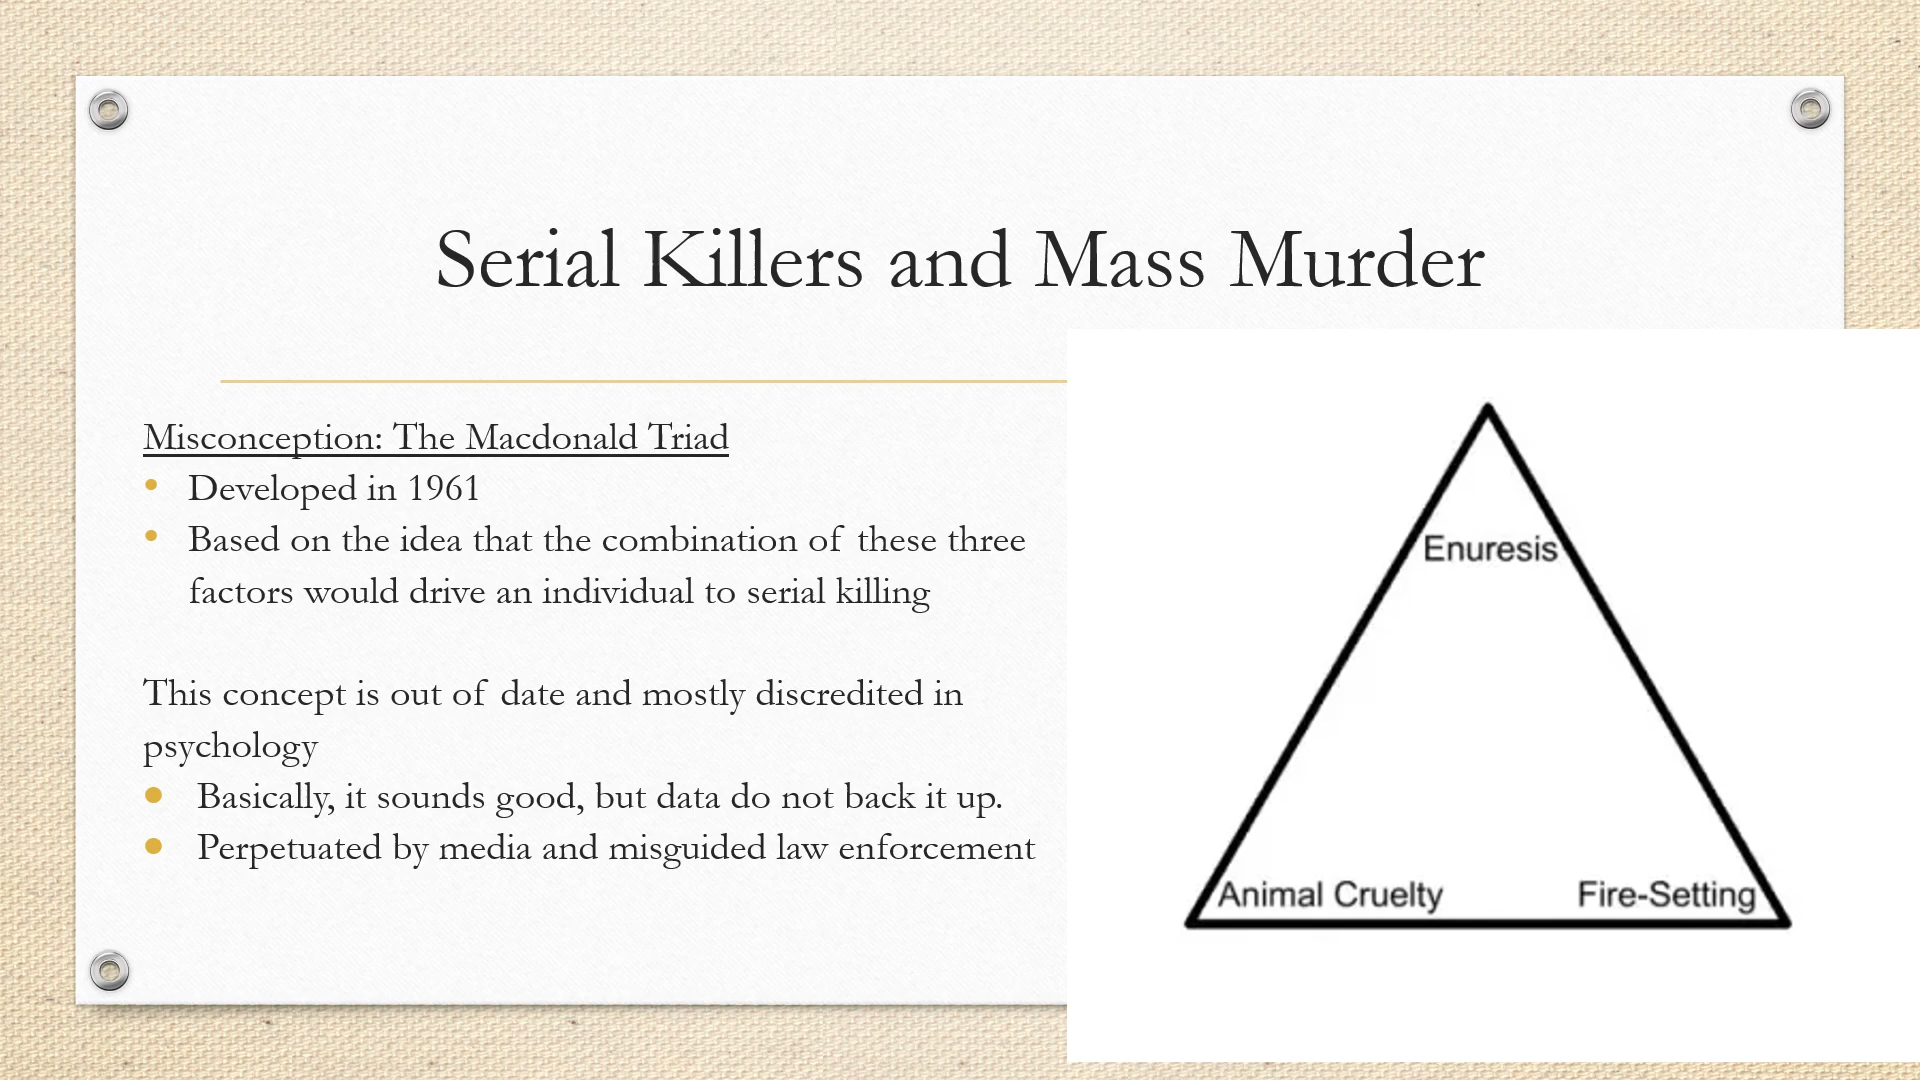 Serial Killers and Mass Murder
Misconception: The Macdonald Triad
• Developed in 1961
• Based on the idea that the combination of these three
factors would drive an individual to serial killing
This concept is out of date and mostly discredited in
psychology
• Basically, it sounds good, but data do not back it up.
• Perpetuated by media and misguided law enforcement
Enuresis
Animal Cruelty
Fire-Setting